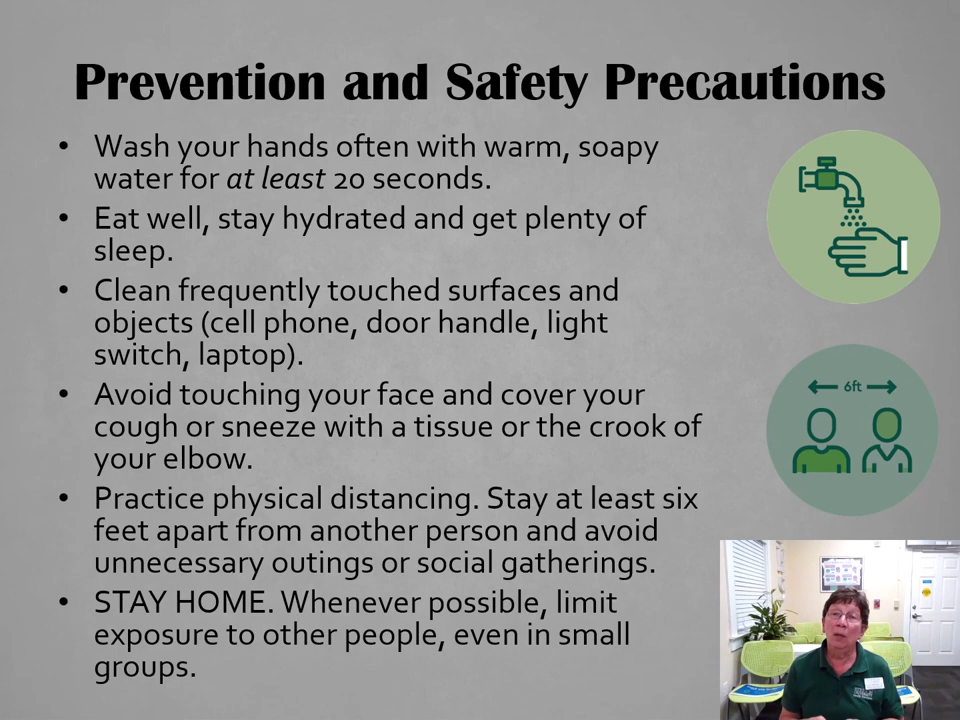 Prevention and Safety Precautions
• Wash your hands often with warm, soapy
water for at least 20 seconds.
• Eat well, stay hydrated and get plenty of
sleep.
• Clean frequently touched surfaces and
objects (cell phone, door handle, light
switch, laptop).
• Avoid touching your face and cover your
cough or sneeze with a tissue or the crook of
your elbow.
• Practice physical distancing. Stay at least six
feet apart from another person and avoid
unnecessary outings or social gatherings.
• STAY HOME. Whenever possible, limit
exposure to other people, even in small
groups.
6ft